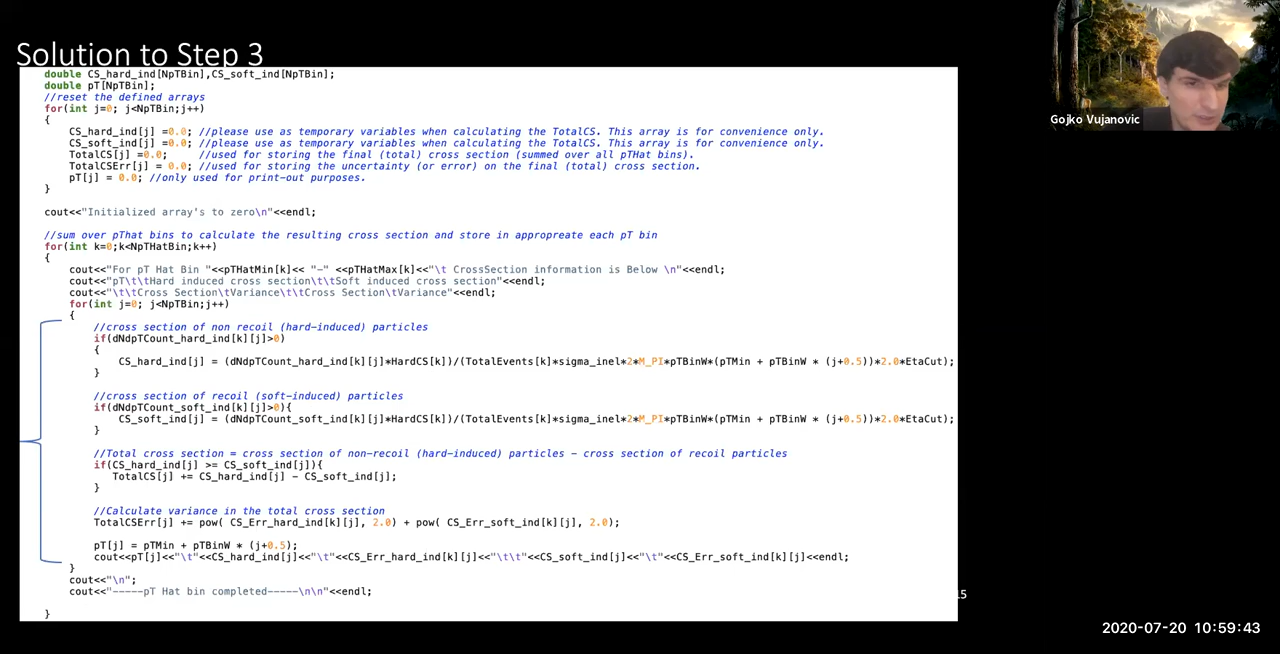 Solution to Step 3
double CS_hard_ind[NpTBin],CS_soft_ind[NpTBin];
double pT[NpTBin];
//reset the defined arrays
for(int j=0; j<NpTBin;j++)
{
CS_hard_ind[j] =0.0; //please use as temporary variables when calculating the TotalCS. This array is for convenience only.
CS_soft_ind[j] =0.0; //please use as temporary variables when calculating the TotalCS. This array is for convenience only.
TotalCS[j] =0.0; //used for storing the final (total) cross section (summed over all pTHat bins).
TotalCSErr[j] = 0.0; //used for storing the uncertainty (or error) on the final (total) cross section.
pT[j] = 0.0; //only used for print-out purposes.
}
cout<<"Initialized array's to zero\n"<<endl;
//sum over pThat bins to calculate the resulting cross section and store in appropreate each pT bin
for(int k=0;k<NpTHatBin;k++)
{
cout<<"For pT Hat Bin "<<pTHatMin[k]<< "-" <<pTHatMax[k]<<"\t CrossSection information is Below \n"<<endl;
cout<<"pT\t\tHard induced cross section\t\tSoft induced cross section"<<endl;
cout<<"\t\tCross Section\tVariance\t\tCross Section\tVariance"<<endl;
for(int j=0; j<NpTBin;j++)
{
//cross section of non recoil (hard-induced) particles
if(dNdpTCount_hard_ind[k][j]>0)
{
CS_hard_ind[j] = (dNdpTCount_hard_ind[k][j]*HardCS[k])/(TotalEvents[k]*sigma_inel*2*M_PI*pTBinW*(pTMin + pTBinW * (j+0.5))*2.0*EtaCut);
}
//cross section of recoil (soft-induced) particles
if(dNdpTCount_soft_ind[k][j]>0){
CS_soft_ind[j] = (dNdpTCount_soft_ind[k][j]*HardCS[k])/(TotalEvents[k]*sigma_inel*2*M_PI*pTBinW*(pTMin + pTBinW * (j+0.5))*2.0*EtaCut);
}
//Total cross section = cross section of non-recoil (hard-induced) particles - cross section of recoil particles
if(CS_hard_ind[j] >= CS_soft_ind[j]){
TotalCS[j] += CS_hard_ind[j] - CS_soft_ind[j];
}
//Calculate variance in the total cross section
TotalCSErr[j] += pow( CS_Err_hard_ind[k][j], 2.0) + pow( CS_Err_soft_ind[k][j], 2.0);
pT[j] = pTMin + pTBinW * (j+0.5);
cout<<pT[j]<<"\t"<<CS_hard_ind[j]<<"\t"<<CS_Err_hard_ind[k][j]<<"\t\t"<<CS_soft_ind[j]<<"\t"<<CS_Err_soft_ind[k][j]<<endl;
}
cout<<"\n";
cout<<"-----pT Hat bin completed-----\n\n"<<endl;
}
15
Gojko Vujanovic
2020-07-20 10:59:43